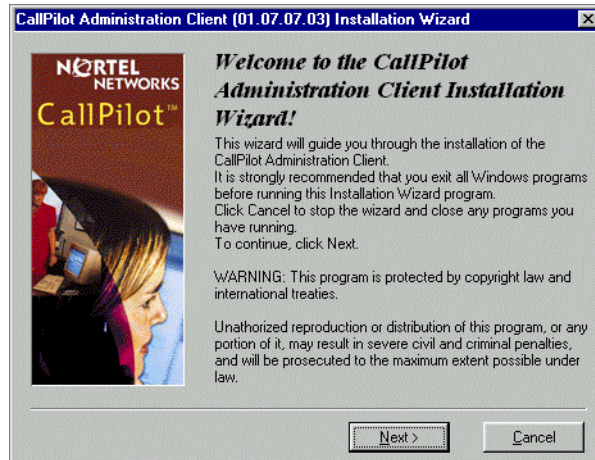 CallPilot Administration Client (01.07.07.03) Installation Wizard
NORTEL
NETWORKS
CallPilot™
Welcome to the CallPilot
Administration Client Installation
Wizard!
This wizard will guide you through the installation of the
CallPilot Administration Client.
It is strongly recommended that you exit all Windows programs
before running this Installation Wizard program.
Click Cancel to stop the wizard and close any programs you
have running.
To continue, click Next.
WARNING: This program is protected by copyright law and
international treaties.
Unathorized reproduction or distribution of this program, or any
portion of it, may result in severe civil and criminal penalties,
and will be prosecuted to the maximum extent possible under
law.
Next >
Cancel